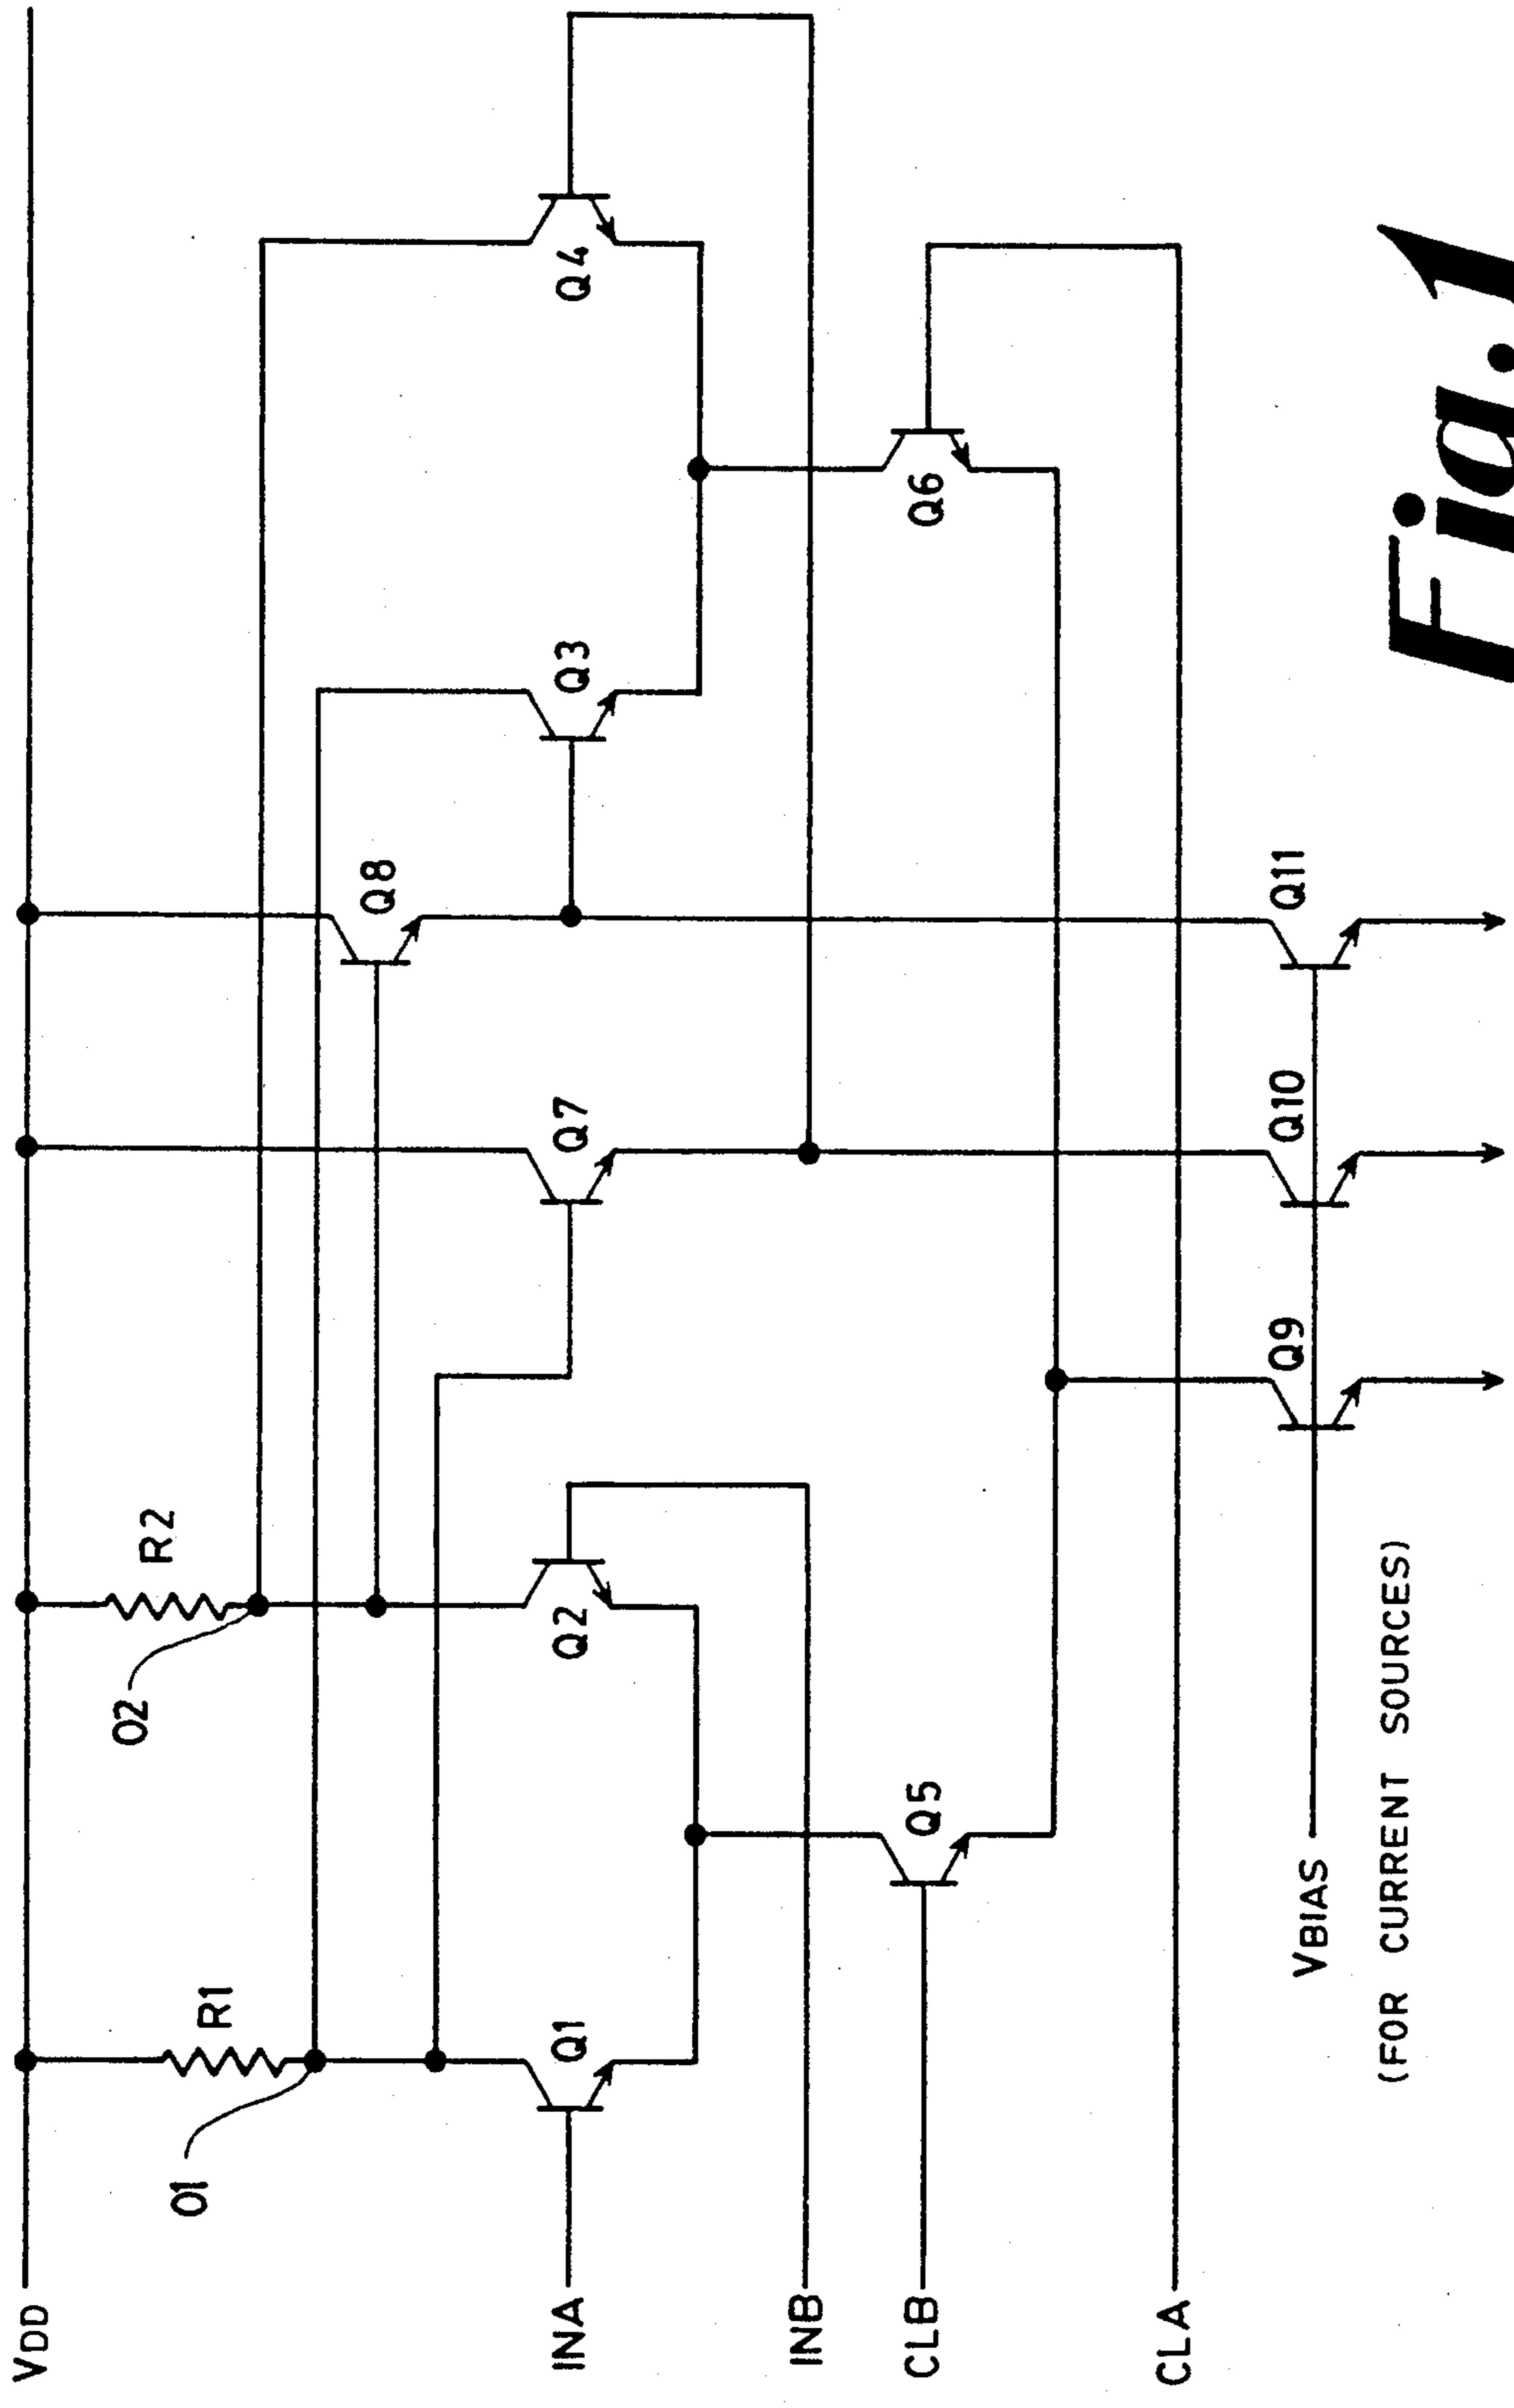 VDD
R1
R2
O1
O2
Q8
INA
Q1
Q2
Q7
Q3
Q4
INB
CLB
Q5
Q6
CLA
Q9
Q10
Q11
VBIAS
(FOR CURRENT SOURCES)
Fig.1